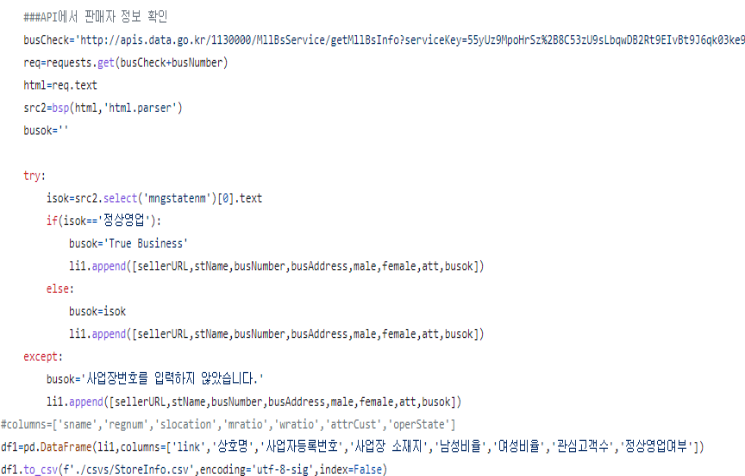 ###API에서 판매자 정보 확인
busCheck='http://apis.data.go.kr/1130000/MllBsService/getMllBsInfo?serviceKey=55yUz9MpoHrSz%2B8C53zU9sLbqwDB2Rt9EIvBt9J6qk03ke9
req=requests.get(busCheck+busNumber)
html=req.text
src2=bsp(html,'html.parser')
busok=''
try:
isok=src2.select('mngstatenm')[0].text
if(isok=='정상영업'):
busok='True Business'
li1.append([sellerURL,stName,busNumber,busAddress,male,female,att,busok])
else:
busok=isok
li1.append([sellerURL,stName,busNumber,busAddress,male,female,att,busok])
except:
busok='사업장번호를 입력하지 않았습니다.'
li1.append([sellerURL,stName,busNumber,busAddress,male,female,att,busok])
#columns=['sname','regnum','slocation','mratio','wratio','attrCust','operState']
df1=pd.DataFrame(li1,columns=['link','상호명','사업자등록번호','사업장 소재지','남성비율','여성비율','관심고객수','정상영업여부'])
df1.to_csv(f'./csvs/StoreInfo.csv',encoding='utf-8-sig',index=False)